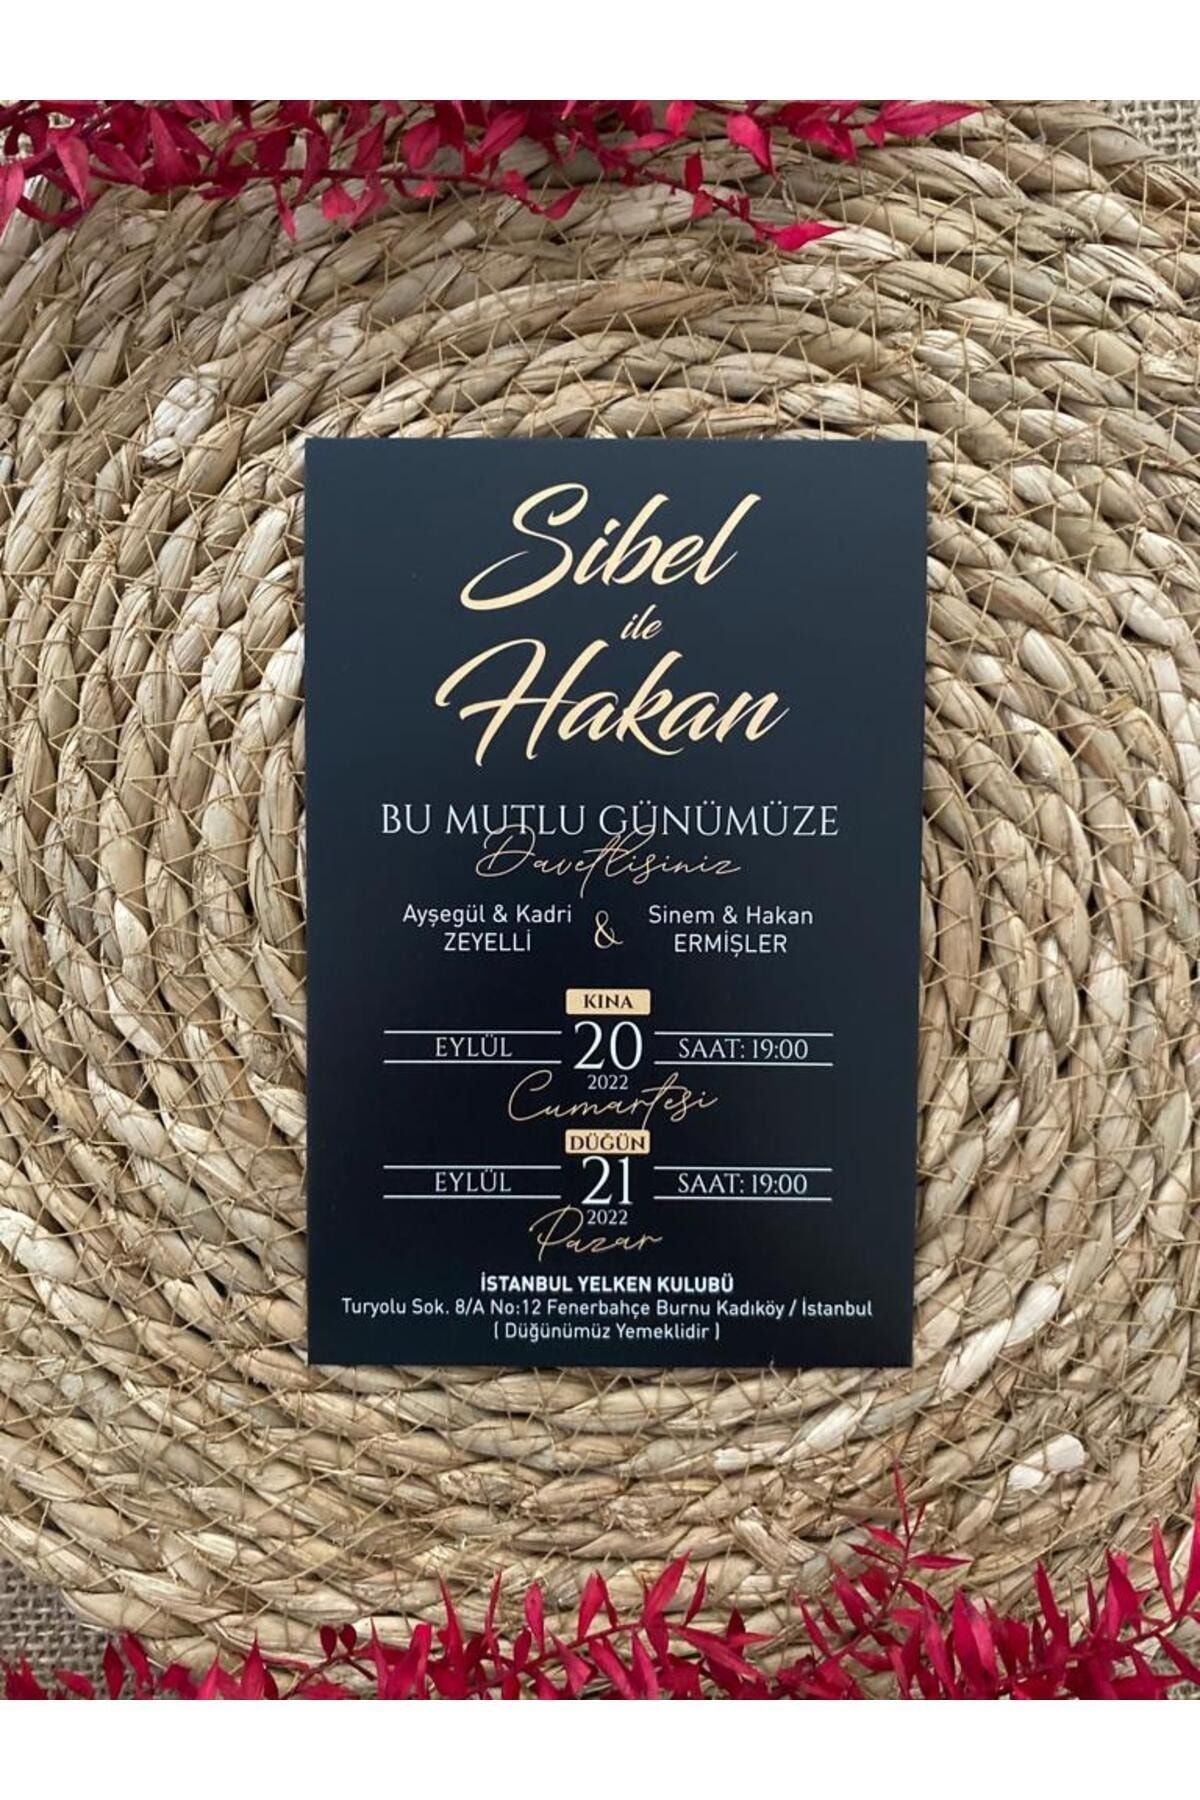 Sibel
ile
Hakan
BU MUTLU GÜNÜMÜZE
Davetlisiniz
Ayşegül & Kadri
ZEYELLİ
&
Sinem & Hakan
ERMİŞLER
KINA
EYLÜL 20 SAAT: 19:00
2022
Cumartesi
DÜĞÜN
EYLÜL 21 SAAT: 19:00
2022
Pazar
İSTANBUL YELKEN KULUBÜ
Turyolu Sok. 8/A No:12 Fenerbahçe Burnu Kadıköy / İstanbul
( Düğünümüz Yemeklidir )